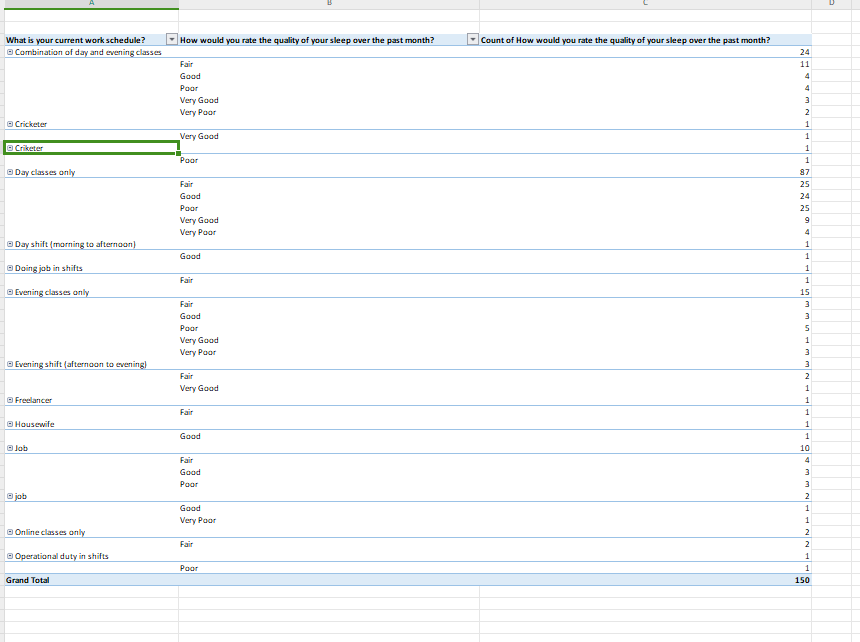 A B C D
What is your current work schedule? How would you rate the quality of your sleep over the past month? Count of How would you rate the quality of your sleep over the past month?
Combination of day and evening classes 24
Fair 11
Good 4
Poor 4
Very Good 3
Very Poor 2
Cricketer 1
Very Good 1
Criketer 1
Poor 1
Day classes only 87
Fair 25
Good 24
Poor 25
Very Good 9
Very Poor 4
Day shift (morning to afternoon) 1
Good 1
Doing job in shifts 1
Fair 1
Evening classes only 15
Fair 3
Good 3
Poor 5
Very Good 1
Very Poor 3
Evening shift (afternoon to evening) 3
Fair 2
Very Good 1
Freelancer 1
Fair 1
Housewife 1
Good 1
Job 10
Fair 4
Good 3
Poor 3
job 2
Good 1
Very Poor 1
Online classes only 2
Fair 2
Operational duty in shifts 1
Poor 1
Grand Total 150